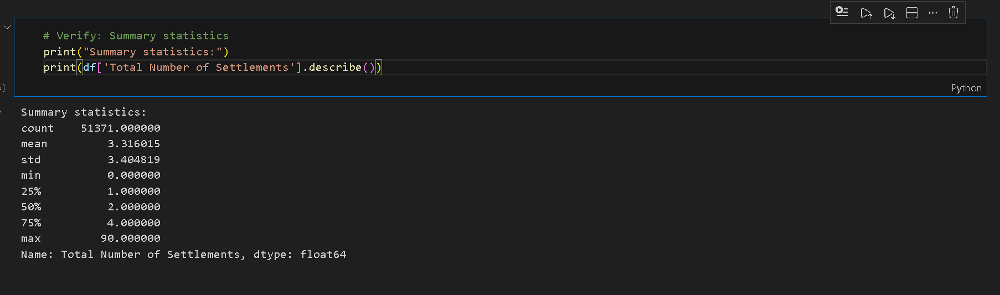 # Verify: Summary statistics
print("Summary statistics:")
print(df['Total Number of Settlements'].describe())
Python
Summary statistics:
count    51371.000000
mean         3.316015
std          3.404819
min          0.000000
25%          1.000000
50%          2.000000
75%          4.000000
max         90.000000
Name: Total Number of Settlements, dtype: float64